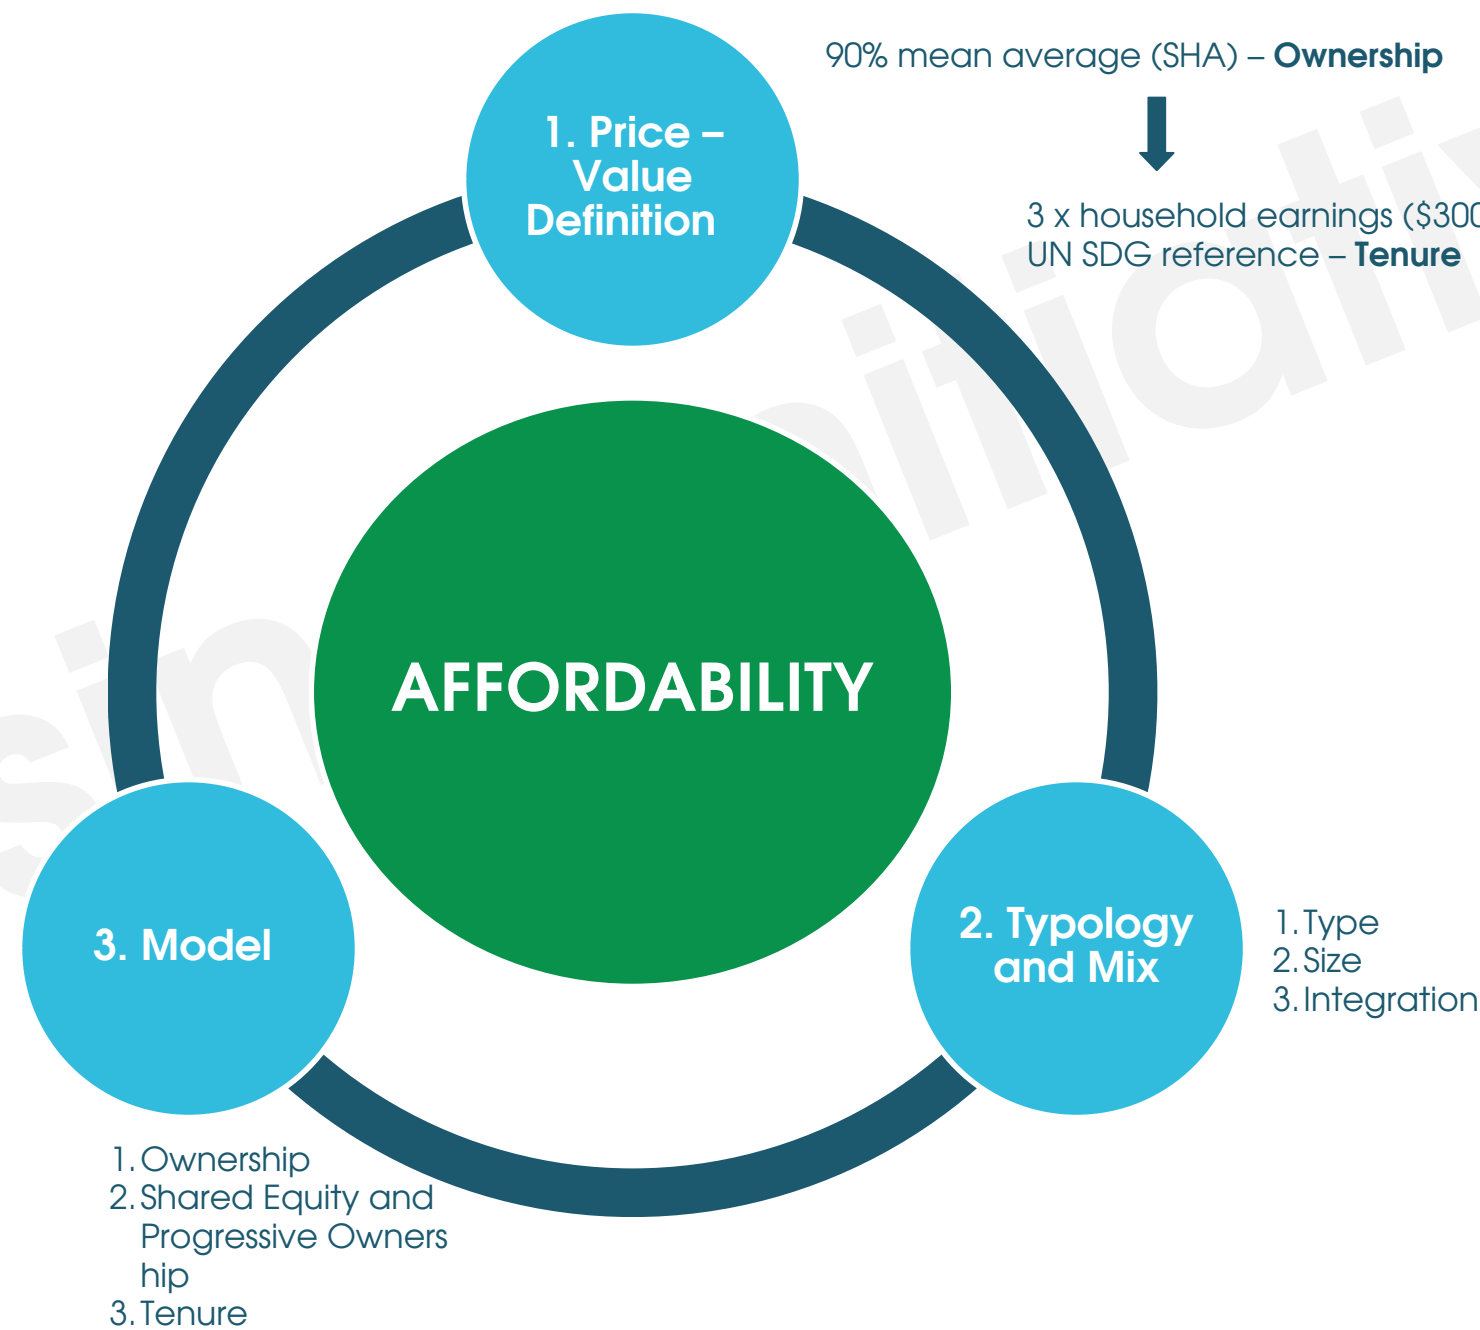 90% mean average (SHA) – Ownership
1. Price –
Value
Definition
3 x household earnings ($300
UN SDG reference – Tenure
AFFORDABILITY
3. Model
2. Typology
and Mix
1. Type
2. Size
3. Integration
1. Ownership
2. Shared Equity and
Progressive Owners
hip
3. Tenure